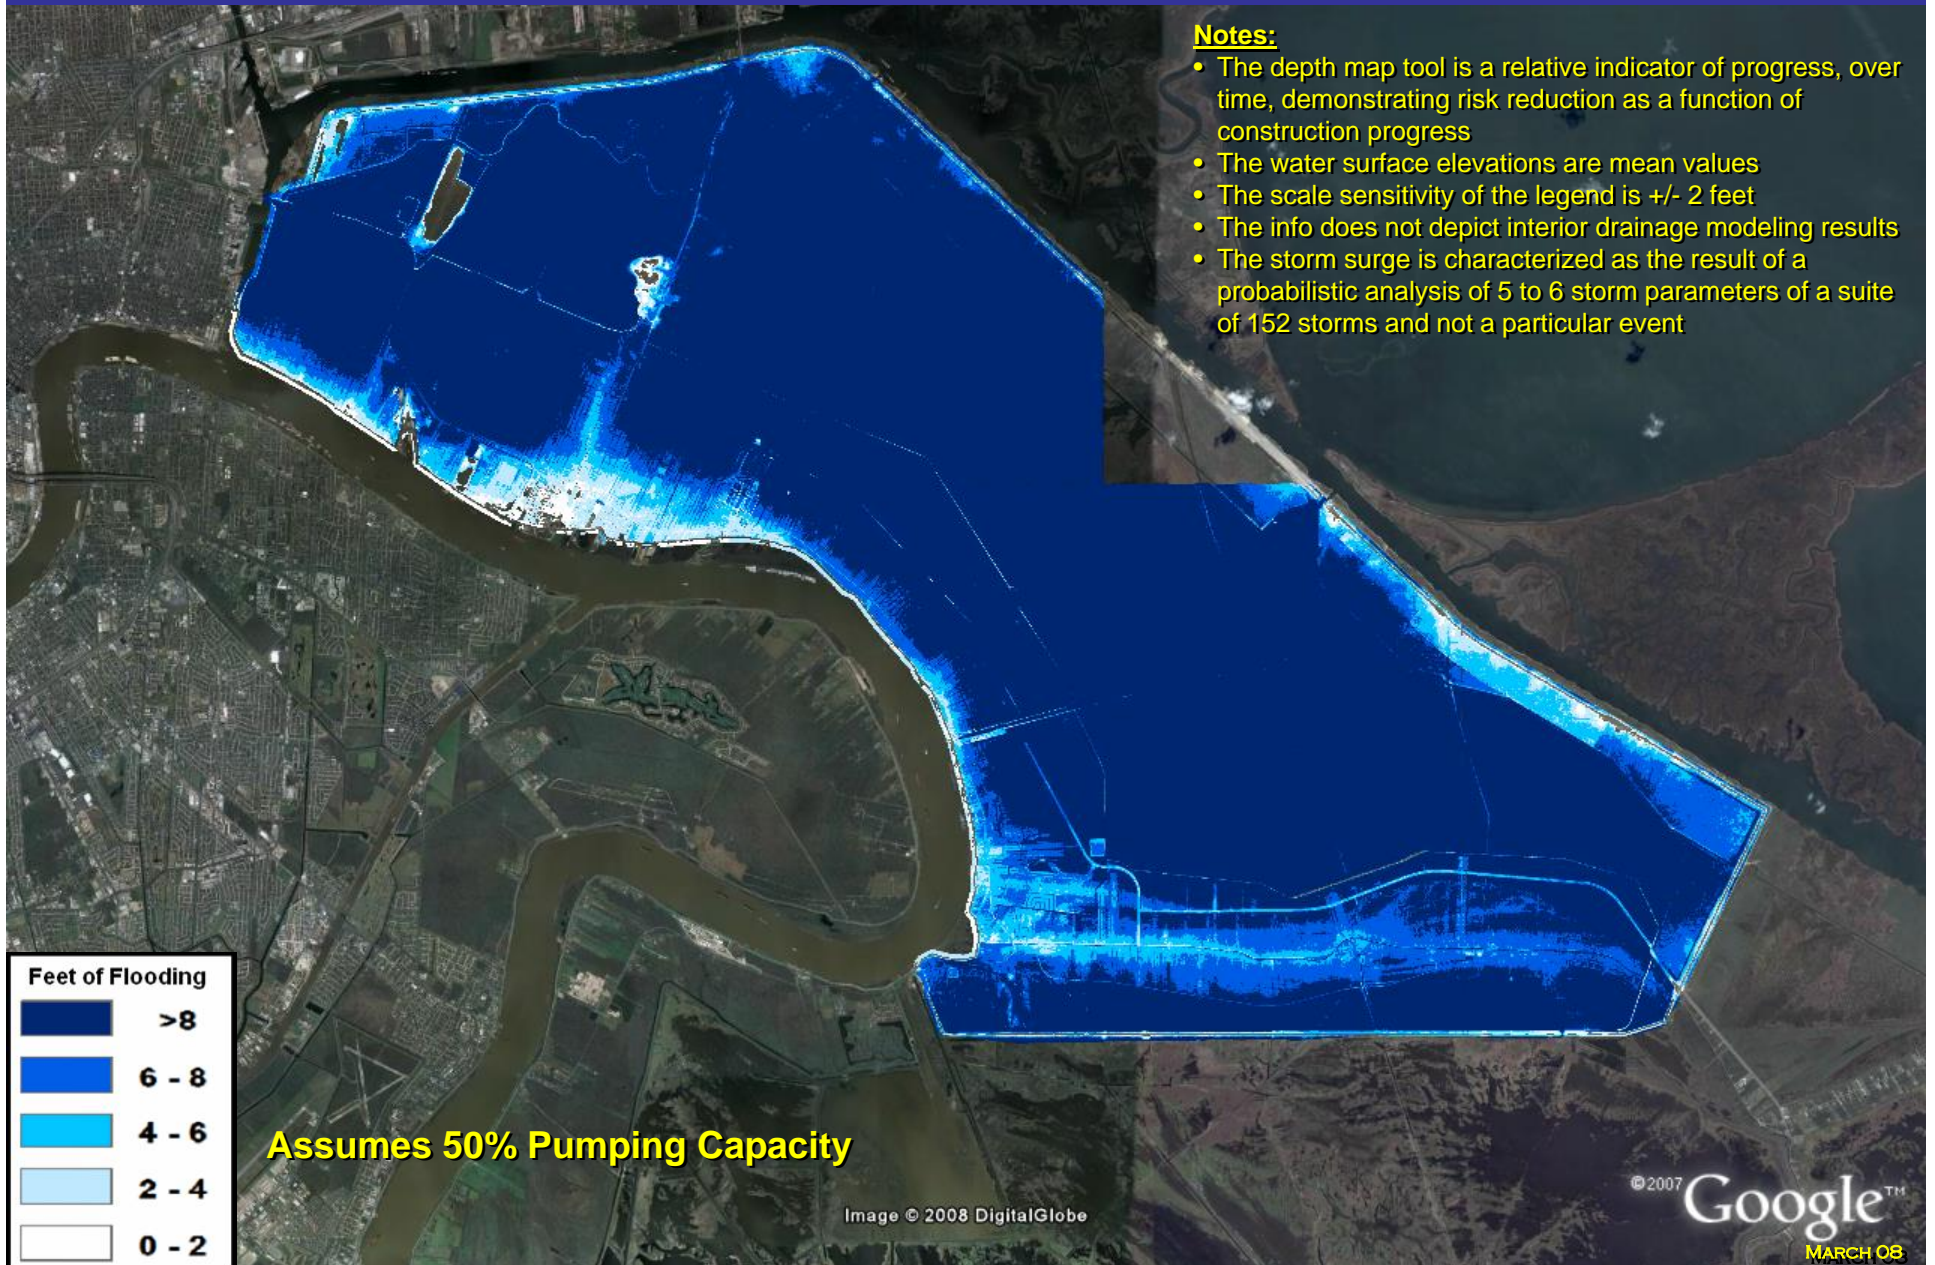 Notes:
• The depth map tool is a relative indicator of progress, over
time, demonstrating risk reduction as a function of
construction progress
• The water surface elevations are mean values
• The scale sensitivity of the legend is +/- 2 feet
• The info does not depict interior drainage modeling results
• The storm surge is characterized as the result of a
probabilistic analysis of 5 to 6 storm parameters of a suite
of 152 storms and not a particular event
Feet of Flooding
>8
6 - 8
4 - 6
2 - 4
0 - 2
Assumes 50% Pumping Capacity
Image © 2008 DigitalGlobe
©2007 Google™
MARCH 08